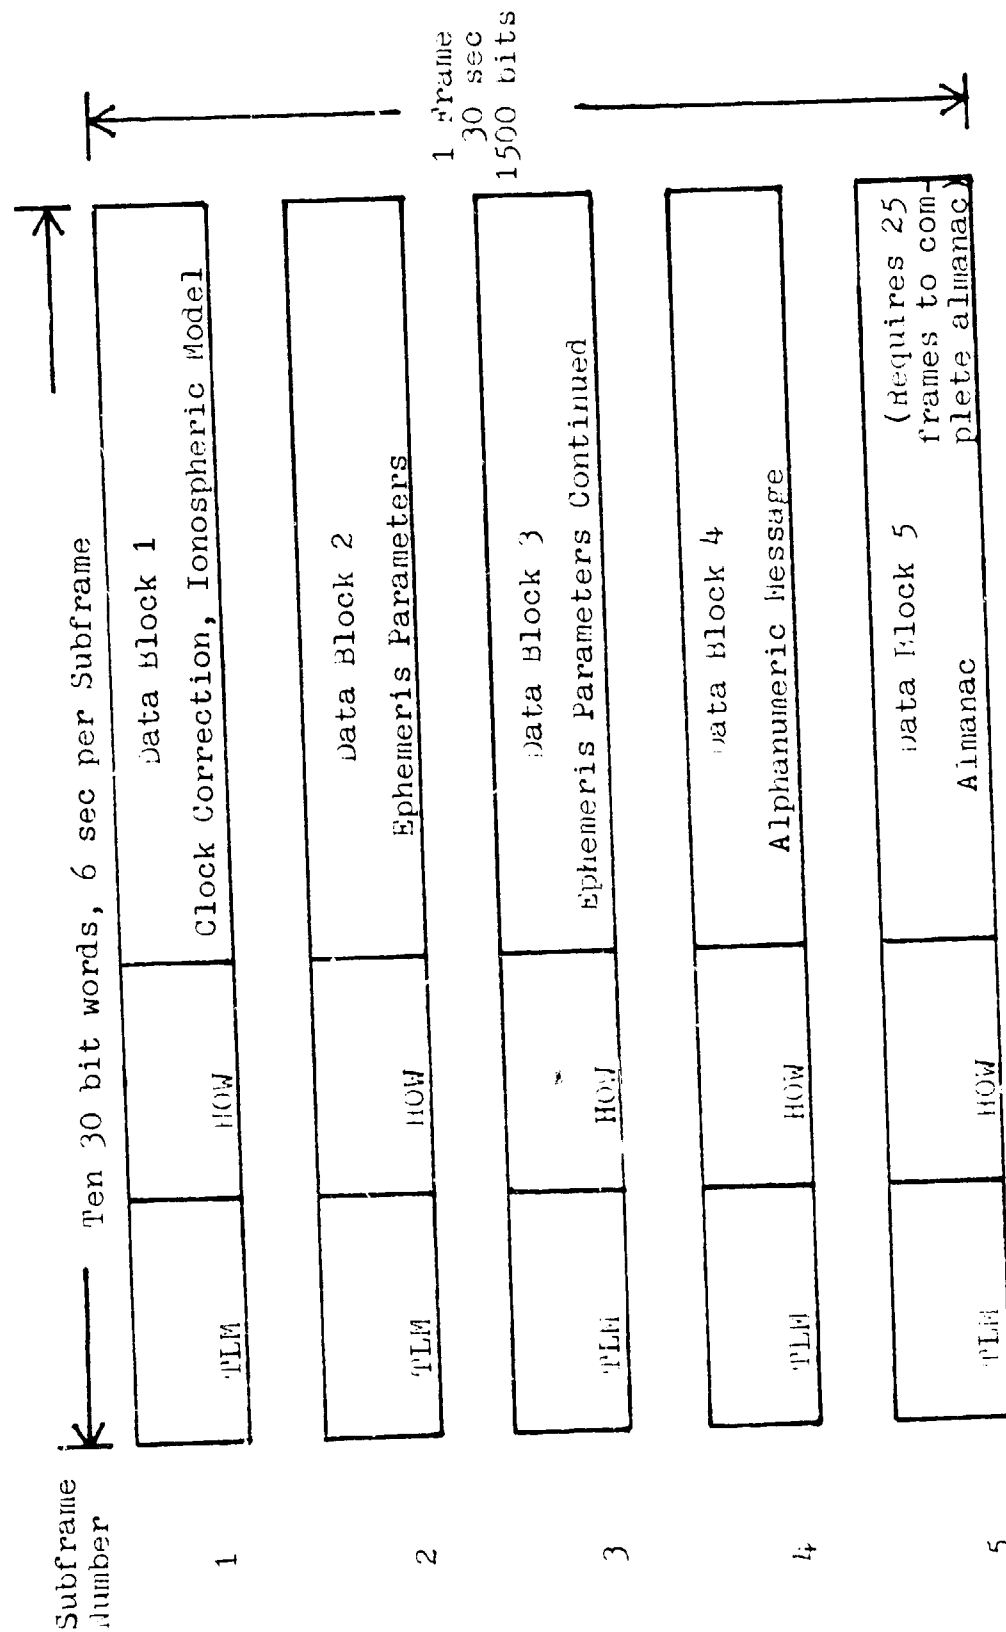 Subframe
Number
Ten 30 bit words, 6 sec per Subframe
1
TLM
HOW
Data Block 1
Clock Correction, Ionospheric Model
2
TLM
HOW
Data Block 2
Ephemeris Parameters
3
TLM
HOW
Data Block 3
Ephemeris Parameters Continued
4
TLM
HOW
Data Block 4
Alphanumeric Message
5
TLM
HOW
Data Block 5
Almanac
(Requires 25
frames to com-
plete almanac)
1 Frame
30 sec
1500 bits